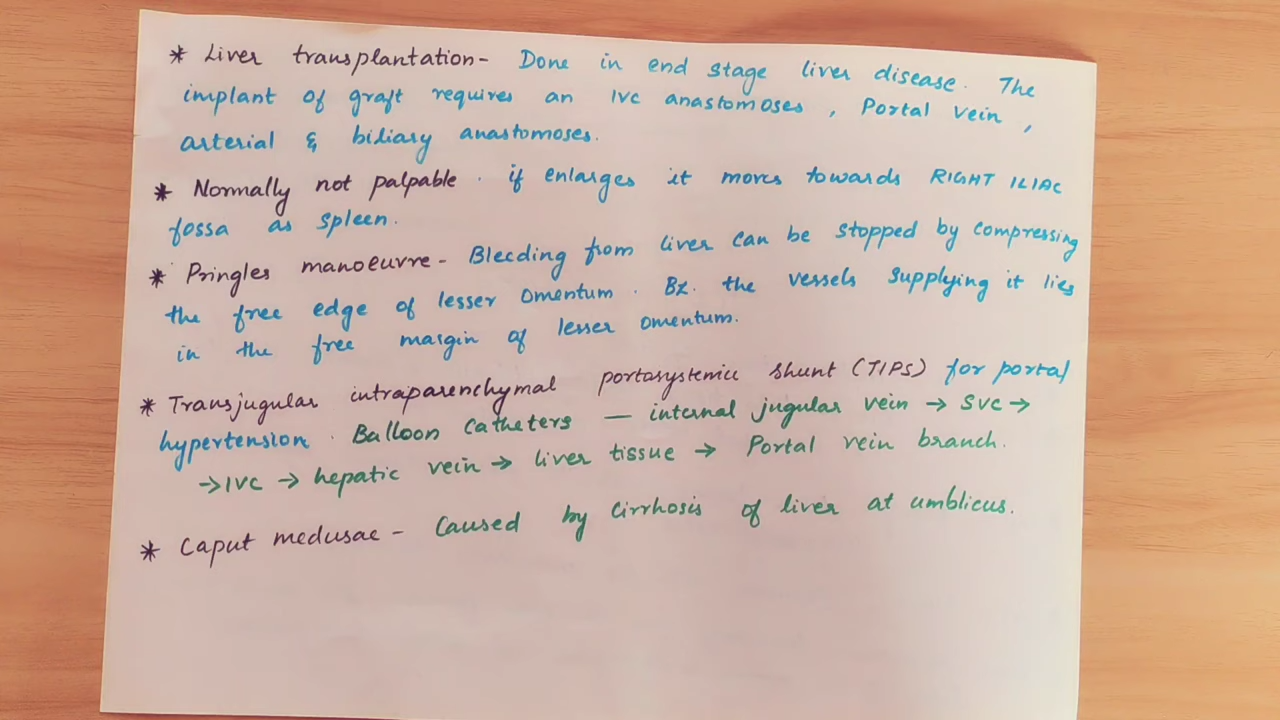 * Liver transplantation- Done in end stage liver disease. The
implant of graft requires an IVC anastomoses, Portal vein,
arterial & biliary anastomoses.
* Normally not palpable. if enlarges it moves towards RIGHT ILIAC
fossa as spleen.
* Pringles manoeuvre- Bleeding from liver can be stopped by compressing
the free edge of lesser omentum. Bz. the vessels supplying it lies
in the free margin of lesser omentum.
* Transjugular intraparenchymal portasystemic shunt (TIPS) for portal
hypertension. Balloon catheters — internal jugular vein → SVC →
→ IVC → hepatic vein → liver tissue → Portal vein branch.
* Caput medusae - Caused by Cirrhosis of liver at umblicus.